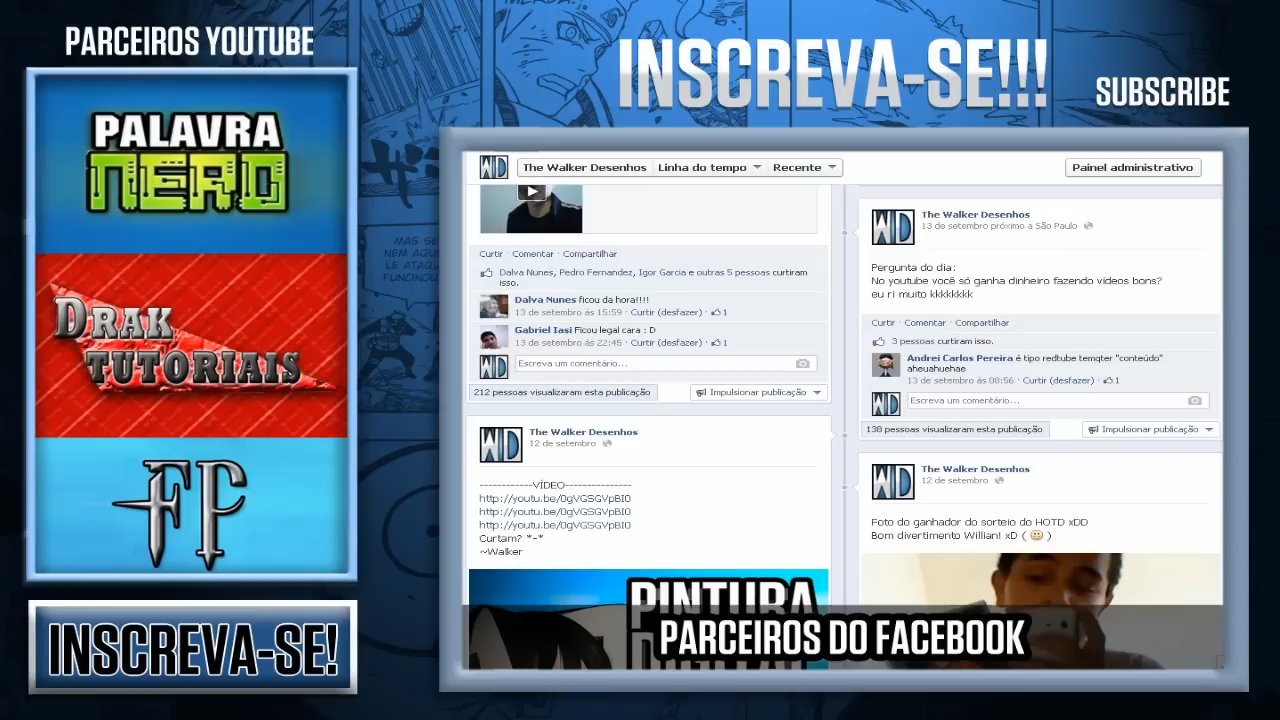 PARCEIROS YOUTUBE
PALAVRA
NERD
DRAK
TUTORIAIS
FP
INSCREVA-SE!
INSCREVA-SE!!!
SUBSCRIBE
WD The Walker Desenhos Linha do tempo Recente Painel administrativo
Curtir · Comentar · Compartilhar
Dalva Nunes, Pedro Fernandez, Igor Garcia e outras 5 pessoas curtiram
isso.
Dalva Nunes ficou da hora!!!!
13 de setembro às 15:59 · Curtir (desfazer) · 1
Gabriel Iasi Ficou legal cara : D
13 de setembro às 22:45 · Curtir (desfazer) · 1
WD Escreva um comentário...
212 pessoas visualizaram esta publicação Impulsionar publicação
WD The Walker Desenhos
12 de setembro
------------VÍDEO---------------
http://youtu.be/0gVGSGVpBI0
http://youtu.be/0gVGSGVpBI0
http://youtu.be/0gVGSGVpBI0
Curtam? *-*
~Walker
PINTURA
WD The Walker Desenhos
13 de setembro próximo a São Paulo
Pergunta do dia:
No youtube você só ganha dinheiro fazendo vídeos bons?
eu ri muito kkkkkkkk
Curtir · Comentar · Compartilhar
3 pessoas curtiram isso.
Andrei Carlos Pereira é tipo redtube temqter "conteúdo"
aheuahuehae
13 de setembro às 08:56 · Curtir (desfazer) · 1
WD Escreva um comentário...
138 pessoas visualizaram esta publicação Impulsionar publicação
WD The Walker Desenhos
12 de setembro
Foto do ganhador do sorteio do HOTD xDD
Bom divertimento Willian! xD ( )
PARCEIROS DO FACEBOOK